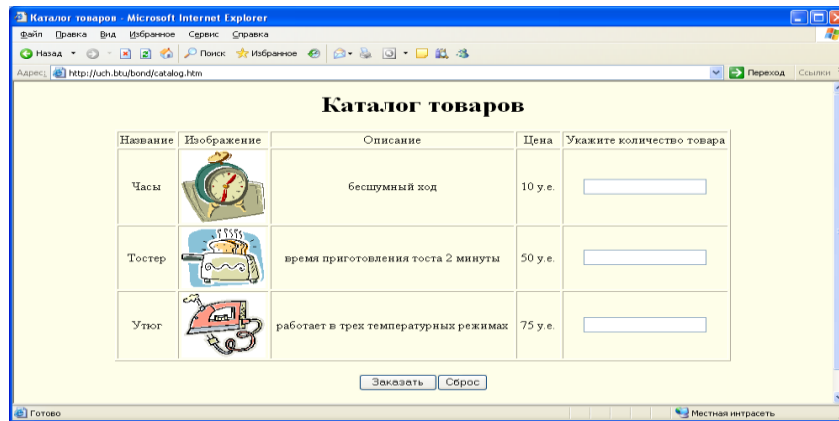 Каталог товаров - Microsoft Internet Explorer
Файл Правка Вид Избранное Сервис Справка
Назад Поиск Избранное
Адрес: http://uch.btu/bond/catalog.htm Переход Ссылки
Каталог товаров
Название Изображение Описание Цена Укажите количество товара
Часы бесшумный ход 10 у.е.
Тостер время приготовления тоста 2 минуты 50 у.е.
Утюг работает в трех температурных режимах 75 у.е.
Заказать Сброс
Готово Местная интрасеть